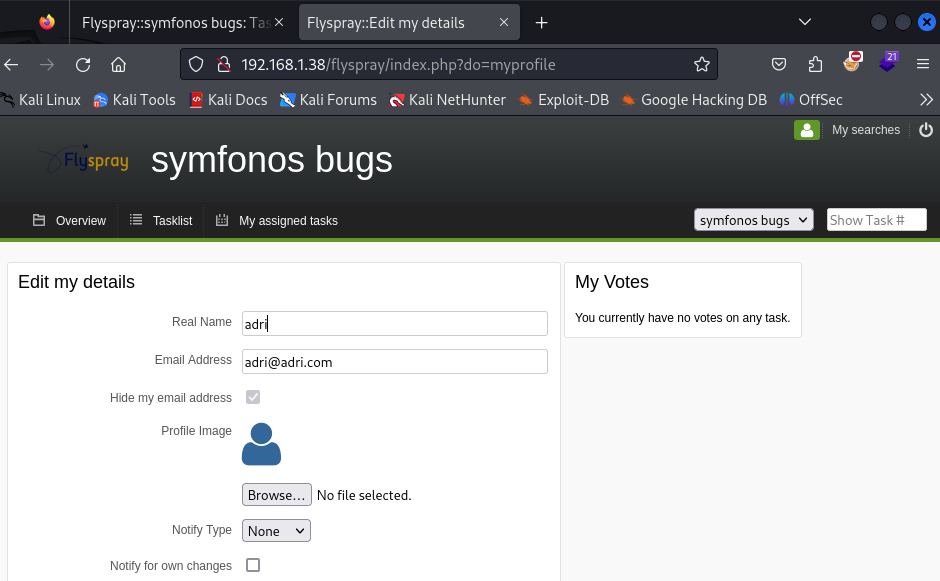 Flyspray::symfonos bugs: Tas
Flyspray::Edit my details
192.168.1.38/flyspray/index.php?do=myprofile
21
Kali Linux Kali Tools Kali Docs Kali Forums Kali NetHunter Exploit-DB Google Hacking DB OffSec
My searches
Flyspray symfonos bugs
Overview Tasklist My assigned tasks symfonos bugs Show Task #
Edit my details
Real Name adri
Email Address adri@adri.com
Hide my email address
Profile Image
Browse... No file selected.
Notify Type None
Notify for own changes
My Votes
You currently have no votes on any task.